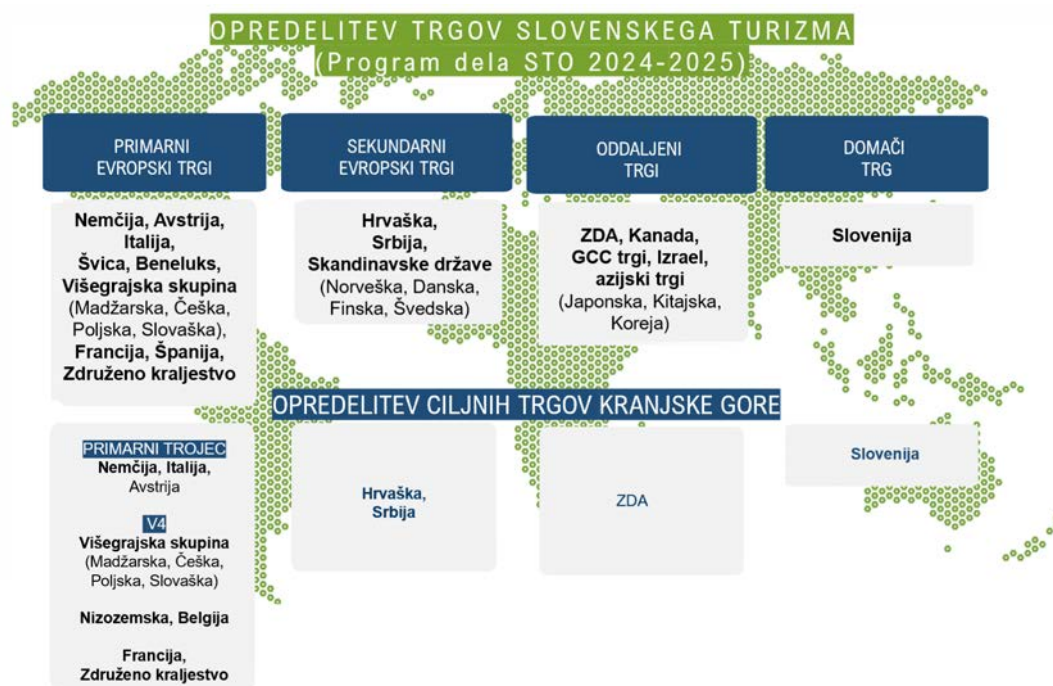 OPREDELITEV TRGOV SLOVENSKEGA TURIZMA
(Program dela STO 2024-2025)
PRIMARNI
EVROPSKI TRGI
SEKUNDARNI
EVROPSKI TRGI
ODDALJENI
TRGI
DOMAČI
TRG
Nemčija, Avstrija,
Italija,
Švica, Beneluks,
Višegrajska skupina
(Madžarska, Češka,
Poljska, Slovaška),
Francija, Španija,
Združeno kraljestvo
Hrvaška,
Srbija,
Skandinavske države
(Norveška, Danska,
Finska, Švedska)
ZDA, Kanada,
GCC trgi, Izrael,
azijski trgi
(Japonska, Kitajska,
Koreja)
Slovenija
OPREDELITEV CILJNIH TRGOV KRANJSKE GORE
PRIMARNI TROJEC
Nemčija, Italija,
Avstrija
V4
Višegrajska skupina
(Madžarska, Češka,
Poljska, Slovaška)
Nizozemska, Belgija
Francija,
Združeno kraljestvo
Hrvaška,
Srbija
ZDA
Slovenija